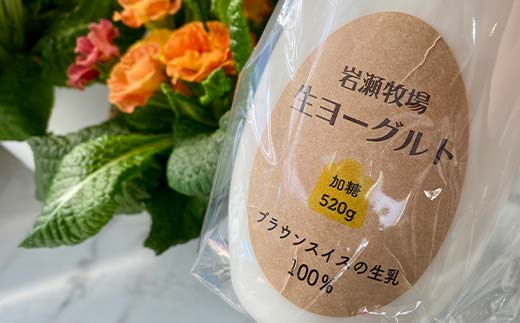 岩瀬牧場
生ヨーグルト
加糖
520g
ブラウンスイスの生乳
100%